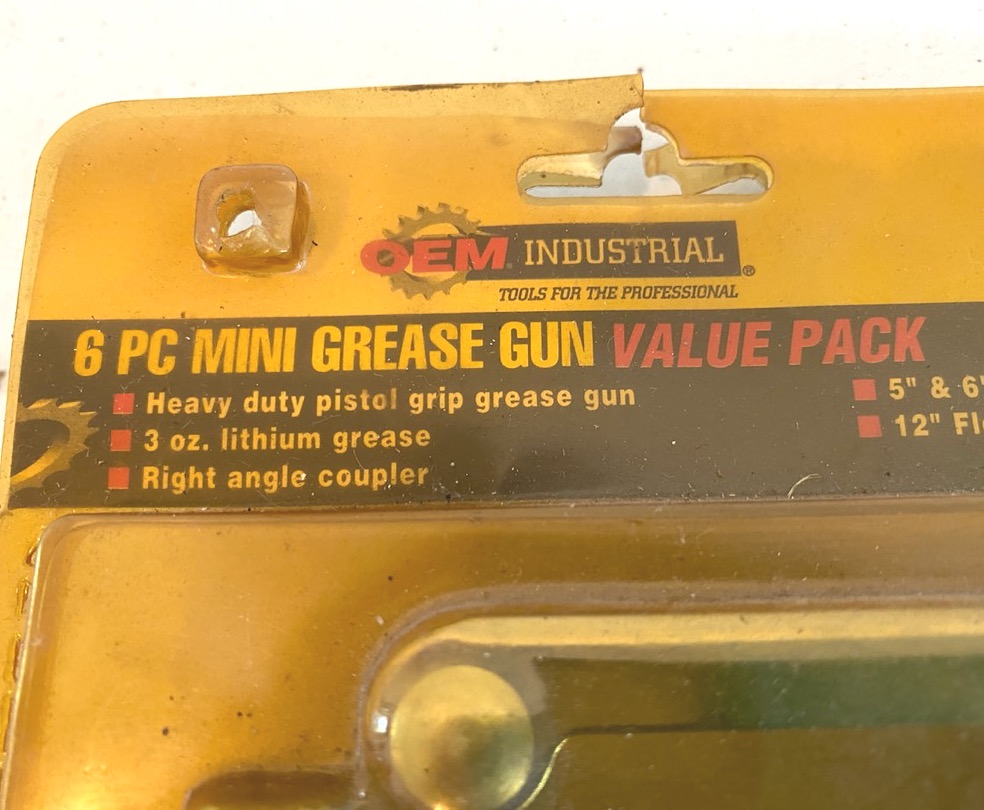 OEM INDUSTRIAL®
TOOLS FOR THE PROFESSIONAL
6 PC MINI GREASE GUN VALUE PACK
Heavy duty pistol grip grease gun
3 oz. lithium grease
Right angle coupler
5" & 6"
12"